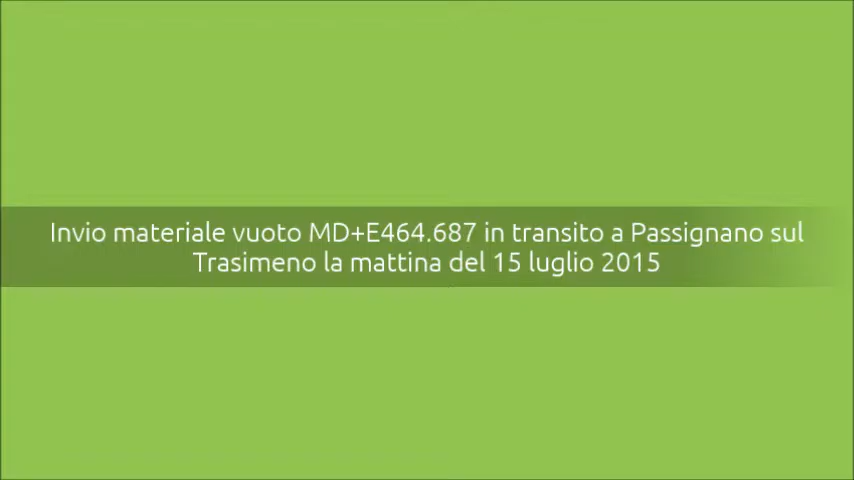 Invio materiale vuoto MD+E464.687 in transito a Passignano sul
Trasimeno la mattina del 15 luglio 2015